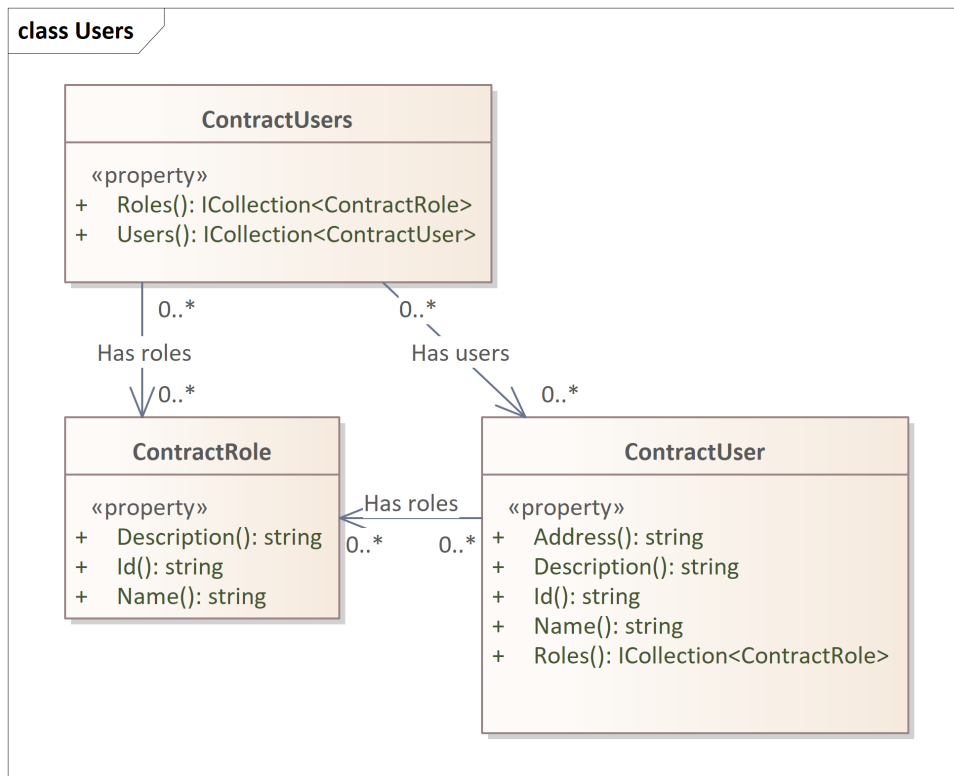 class Users
ContractUsers
«property»
+ Roles(): ICollection<ContractRole>
+ Users(): ICollection<ContractUser>
0..*
0..*
Has roles
Has users
0..*
0..*
ContractRole
«property»
+ Description(): string
+ Id(): string
+ Name(): string
Has roles
0..*
0..*
ContractUser
«property»
+ Address(): string
+ Description(): string
+ Id(): string
+ Name(): string
+ Roles(): ICollection<ContractRole>